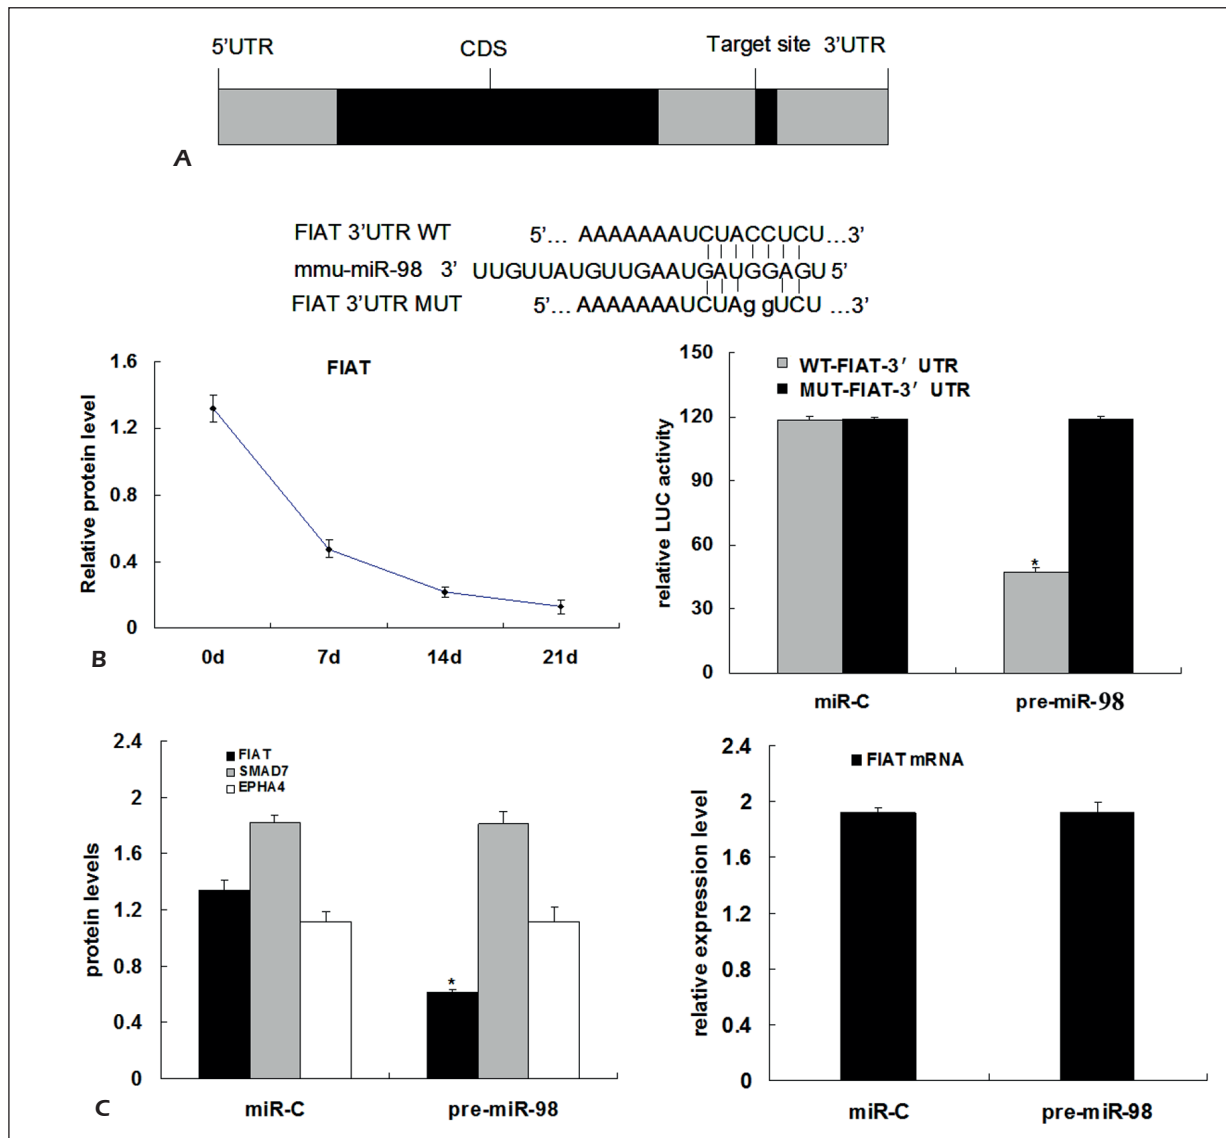 5'UTR CDS Target site 3'UTR
A
FIAT 3'UTR WT 5'... AAAAAAAUCUACCUCU ...3'
mmu-miR-98 3' UUGUUAUGUUGAAUGAUGGAGU 5'
FIAT 3'UTR MUT 5'... AAAAAAAUCUAg gUCU ...3'
FIAT
Relative protein level
1.6
1.2
0.8
0.4
0
0d 7d 14d 21d
B
WT-FIAT-3′ UTR
MUT-FIAT-3′ UTR
relative LUC activity
150
120
90
60
30
0
*
miR-C pre-miR-98
FIAT
SMAD7
EPHA4
protein levels
2.4
2
1.6
1.2
0.8
0.4
0
*
miR-C pre-miR-98
C
FIAT mRNA
relative expression level
2.4
2
1.6
1.2
0.8
0.4
0
miR-C pre-miR-98